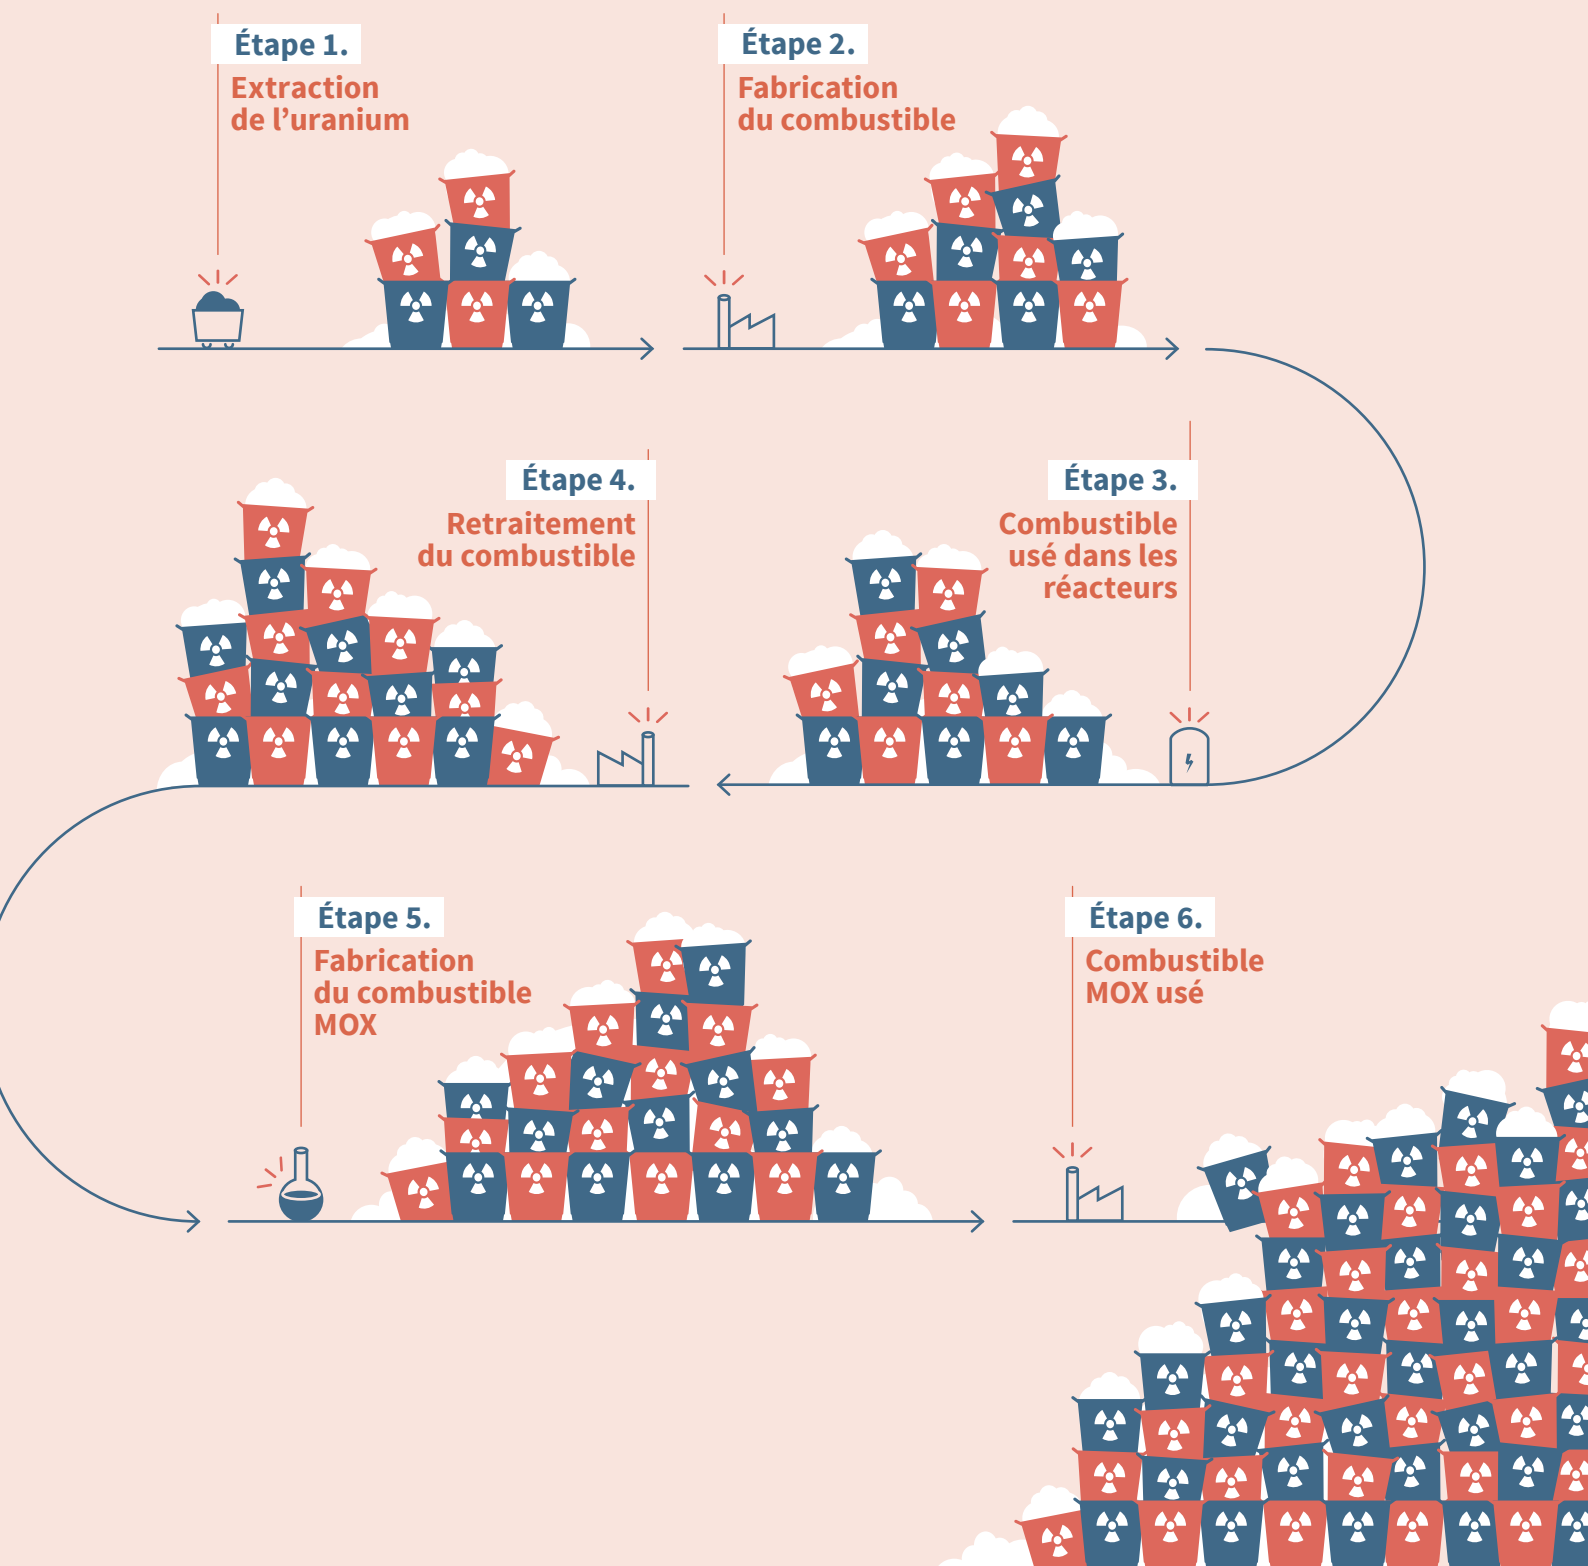 Étape 1.
Extraction
de l’uranium
Étape 2.
Fabrication
du combustible
Étape 3.
Combustible
usé dans les
réacteurs
Étape 4.
Retraitement
du combustible
Étape 5.
Fabrication
du combustible
MOX
Étape 6.
Combustible
MOX usé